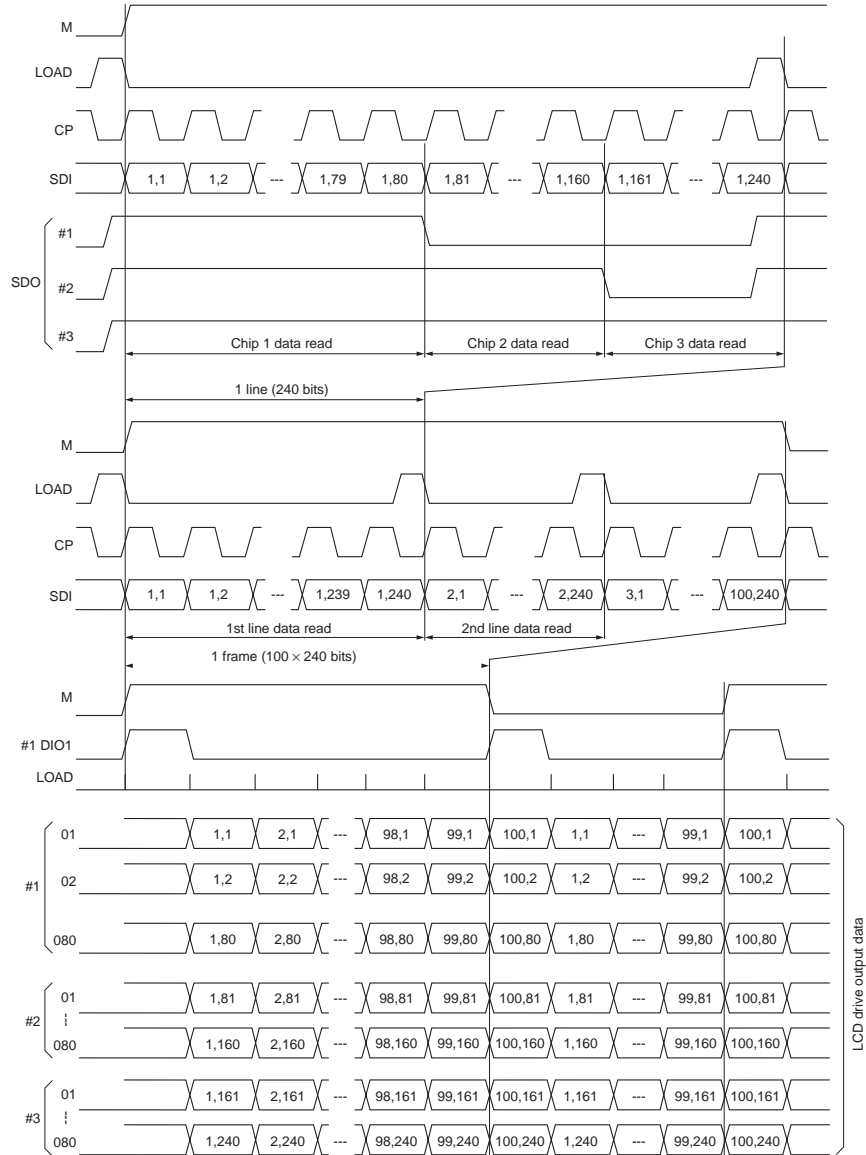 M
LOAD
CP
SDI 1,1 1,2 --- 1,79 1,80 1,81 --- 1,160 1,161 --- 1,240
#1
SDO #2
#3
Chip 1 data read Chip 2 data read Chip 3 data read
1 line (240 bits)
M
LOAD
CP
SDI 1,1 1,2 --- 1,239 1,240 2,1 --- 2,240 3,1 --- 100,240
1st line data read 2nd line data read
1 frame (100 × 240 bits)
M
#1 DIO1
LOAD
01 1,1 2,1 --- 98,1 99,1 100,1 1,1 --- 99,1 100,1
#1 02 1,2 2,2 --- 98,2 99,2 100,2 1,2 --- 99,2 100,2
080 1,80 2,80 --- 98,80 99,80 100,80 1,80 --- 99,80 100,80
01 1,81 2,81 --- 98,81 99,81 100,81 1,81 --- 99,81 100,81
#2
080 1,160 2,160 --- 98,160 99,160 100,160 1,160 --- 99,160 100,160
01 1,161 2,161 --- 98,161 99,161 100,161 1,161 --- 99,161 100,161
#3
080 1,240 2,240 --- 98,240 99,240 100,240 1,240 --- 99,240 100,240
LCD drive output data